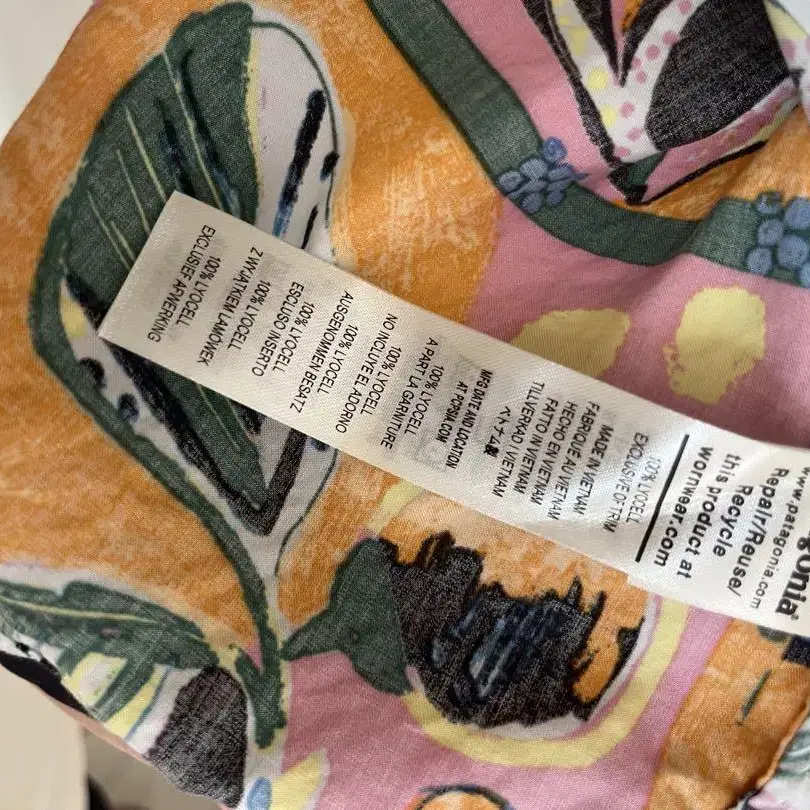 www.patagonia.com
Repair/Reuse/
Recycle
this product at
wornwear.com
100% LYOCELL
EXCLUSIVE OF TRIM
MADE IN VIETNAM
FABRIQUÉ AU VIETNAM
HECHO EN VIETNAM
FATTO IN VIETNAM
TILLVERKAD I VIETNAM
ベトナム製
MFG DATE AND LOCATION
AT PCPSIA.COM
100% LYOCELL
A PART LA GARNITURE
100% LYOCELL
NO INCLUYE EL ADORNO
100% LYOCELL
AUSGENOMMEN BESATZ
100% LYOCELL
ESCLUSO INSERTO
100% LYOCELL
Z WYJĄTKIEM LAMÓWEK
100% LYOCELL
EXCLUSIEF AFWERKING